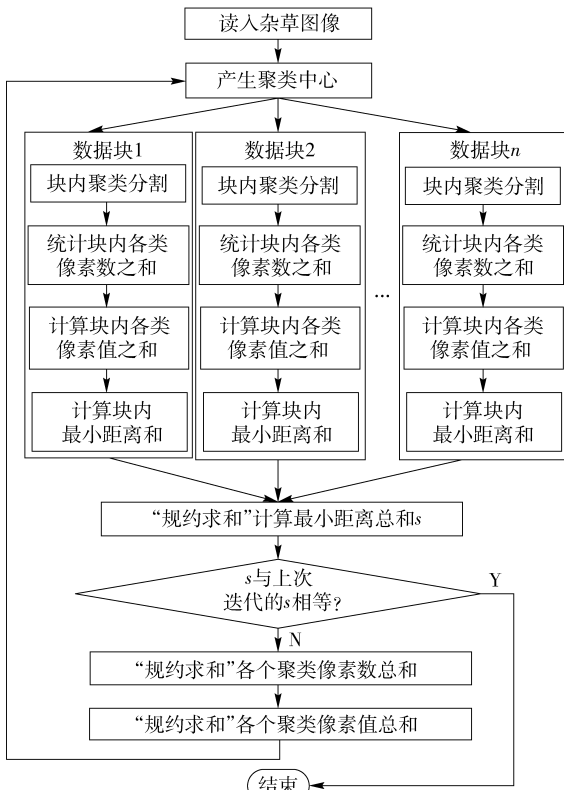 读入杂草图像
产生聚类中心
数据块1
块内聚类分割
统计块内各类
像素数之和
计算块内各类
像素值之和
计算块内
最小距离和
数据块2
块内聚类分割
统计块内各类
像素数之和
计算块内各类
像素值之和
计算块内
最小距离和
...
数据块n
块内聚类分割
统计块内各类
像素数之和
计算块内各类
像素值之和
计算块内
最小距离和
“规约求和”计算最小距离总和s
s与上次
迭代的s相等?
Y
N
“规约求和”各个聚类像素数总和
“规约求和”各个聚类像素值总和
结束